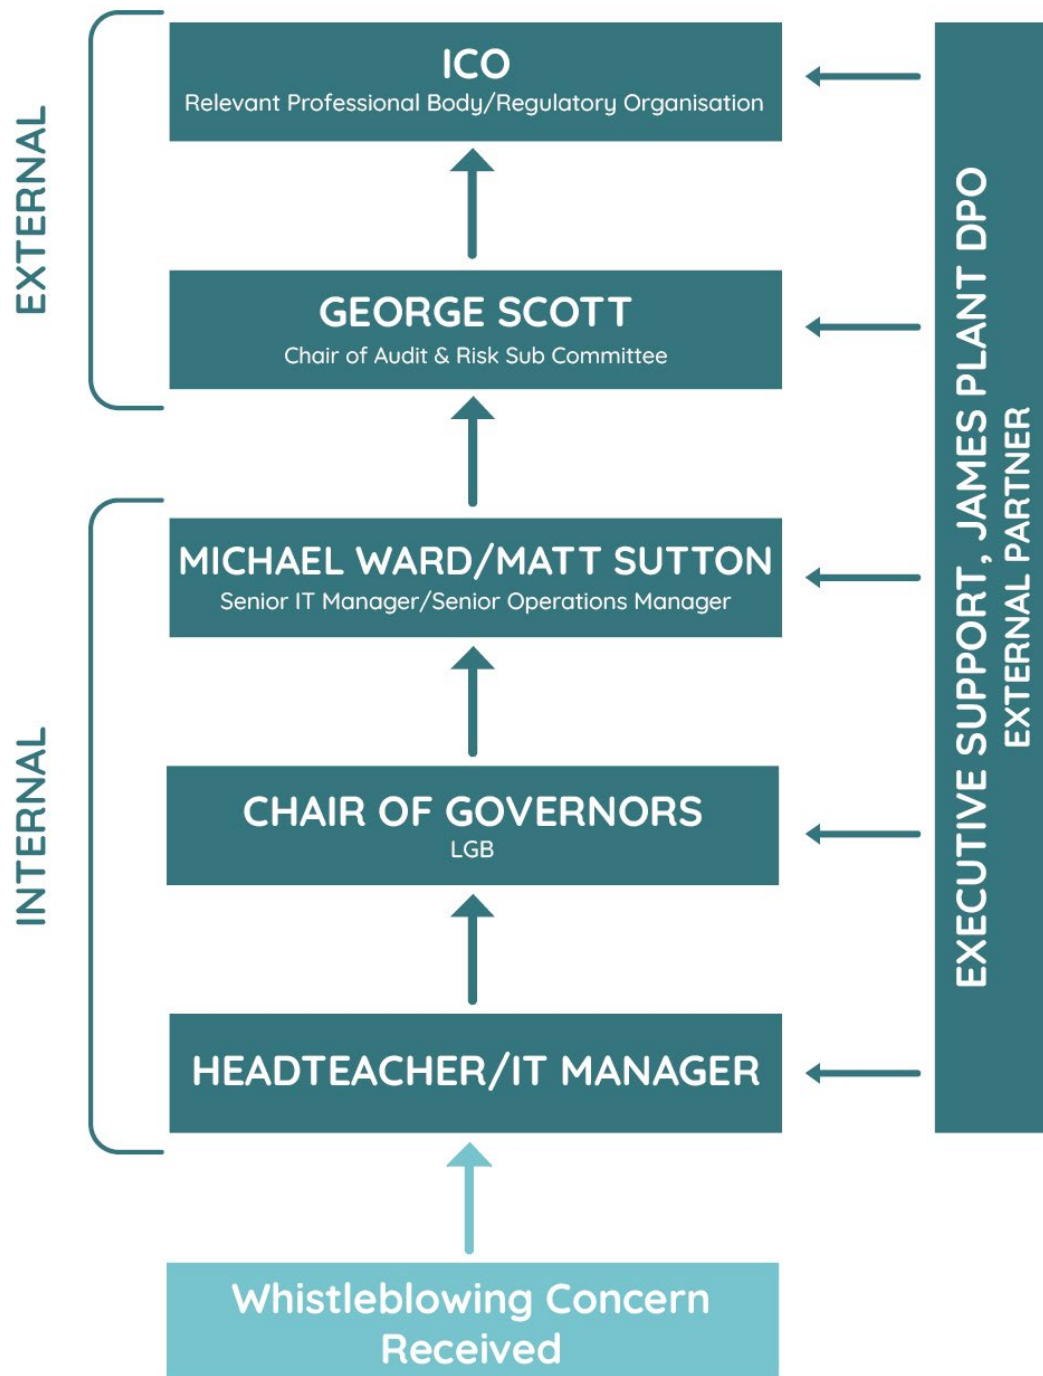 EXTERNAL
ICO
Relevant Professional Body/Regulatory Organisation
GEORGE SCOTT
Chair of Audit & Risk Sub Committee
INTERNAL
MICHAEL WARD/MATT SUTTON
Senior IT Manager/Senior Operations Manager
CHAIR OF GOVERNORS
LGB
HEADTEACHER/IT MANAGER
Whistleblowing Concern
Received
EXECUTIVE SUPPORT, JAMES PLANT DPO
EXTERNAL PARTNER